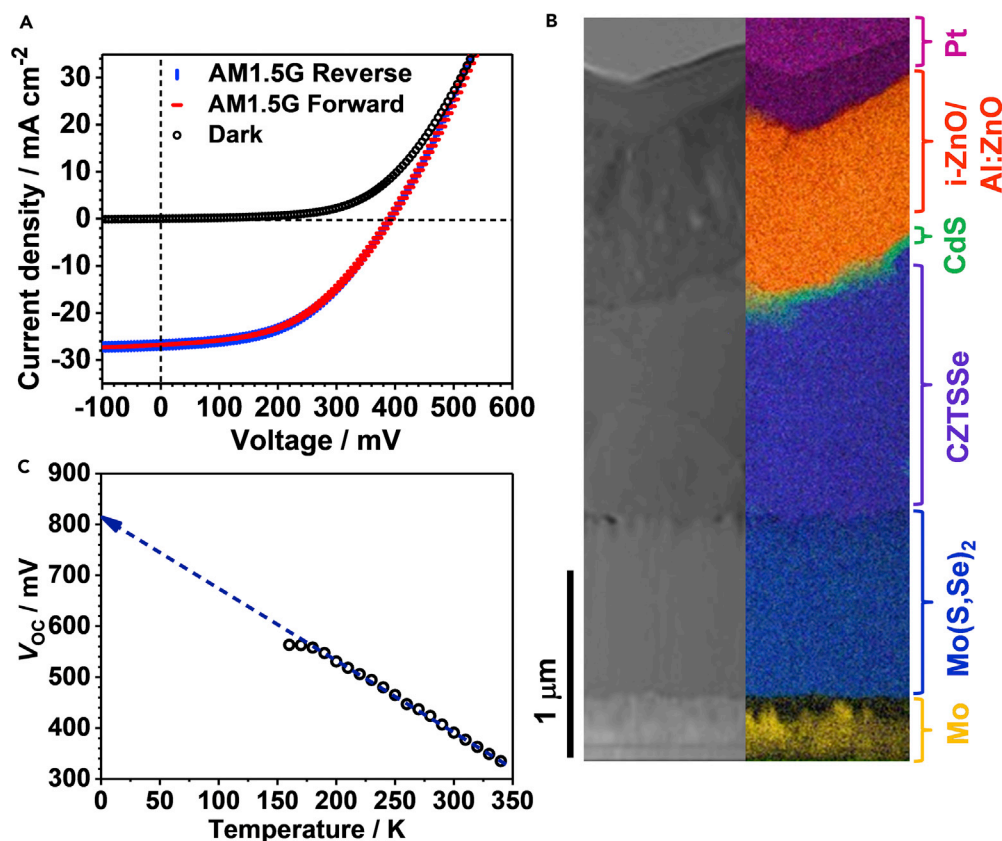 A
Current density / mA cm-2
30
20
10
0
-10
-20
-30
AM1.5G Reverse
AM1.5G Forward
Dark
-100 0 100 200 300 400 500 600
Voltage / mV
B
1 μm
Pt
i-ZnO/
Al:ZnO
CdS
CZTSSe
Mo(S,Se)2
Mo
C
VOC / mV
900
800
700
600
500
400
300
0 50 100 150 200 250 300 350
Temperature / K